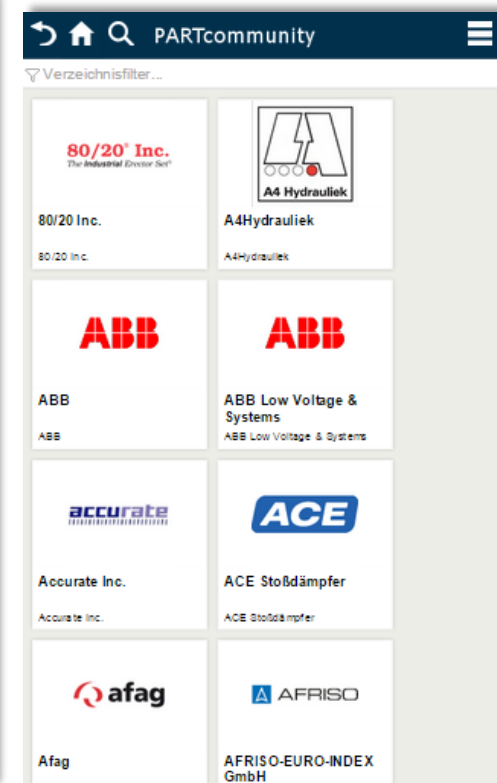 PARTcommunity
Verzeichnisfilter...
80/20® Inc.
The Industrial Erector Set®
80/20 Inc.
80/20 Inc.
A4 Hydrauliek
A4Hydrauliek
A4Hydrauliek
ABB
ABB
ABB
ABB
ABB Low Voltage &
Systems
ABB Low Voltage & Systems
accurate
Accurate Inc.
Accurate Inc.
ACE
ACE Stoßdämpfer
ACE Stoßdämpfer
afag
Afag
AFRISO
AFRISO-EURO-INDEX
GmbH